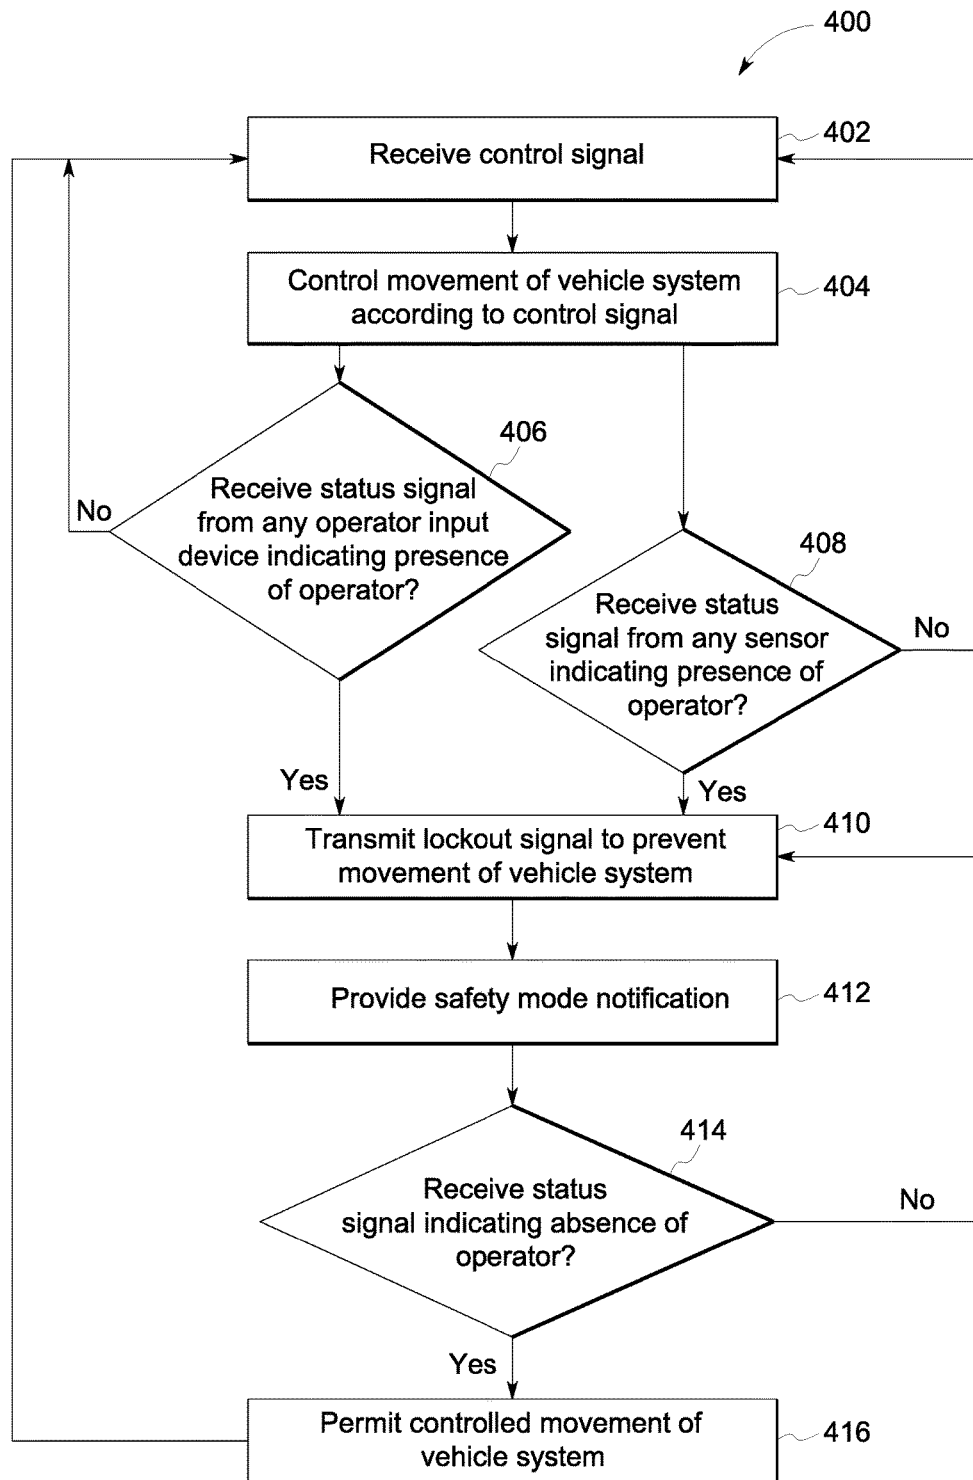 400
Receive control signal
402
Control movement of vehicle system
according to control signal
404
406
Receive status signal
from any operator input
device indicating presence
of operator?
No
408
Receive status
signal from any sensor
indicating presence of
operator?
No
Yes
Yes
Transmit lockout signal to prevent
movement of vehicle system
410
Provide safety mode notification
412
414
Receive status
signal indicating absence of
operator?
No
Yes
Permit controlled movement of
vehicle system
416